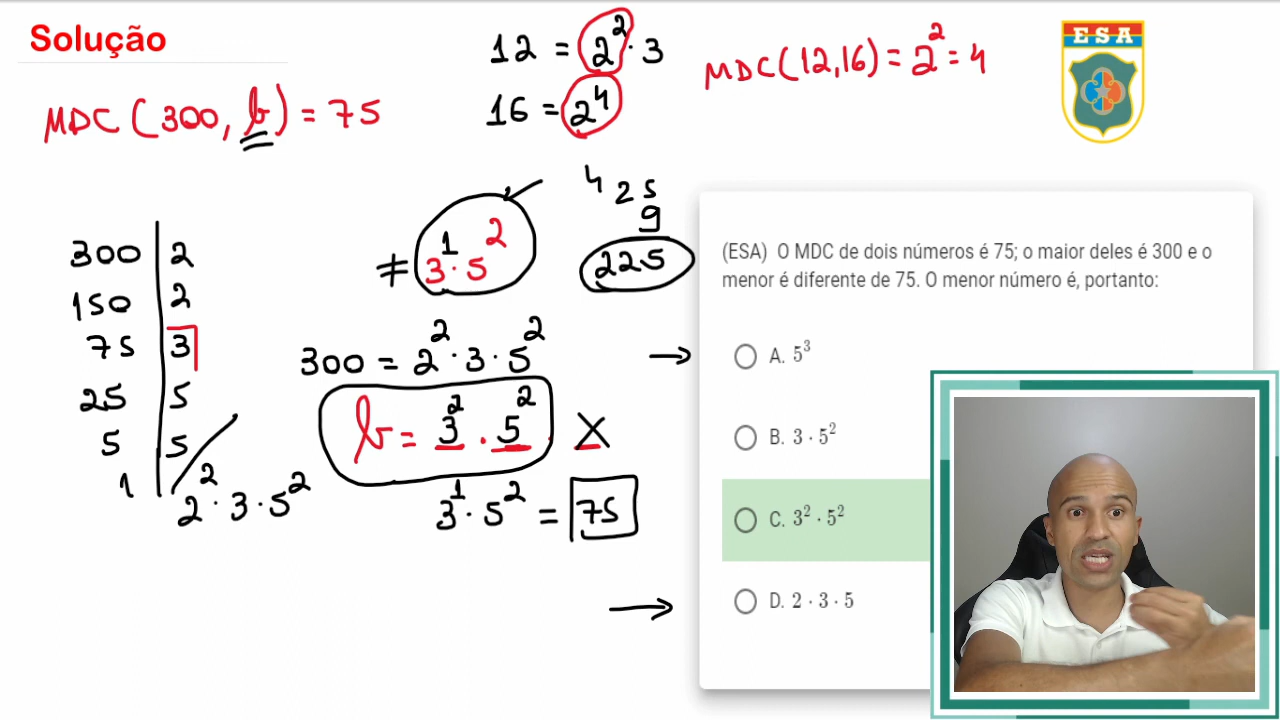 Solução
12 = 2² · 3
16 = 2⁴
MDC(12,16) = 2² = 4
ESA
MDC(300, b) = 75
300 | 2
150 | 2
75 | 3
25 | 5
5 | 5
1
2² · 3 · 5²
≠ 3¹ · 5²
4 25
9
225
300 = 2² · 3 · 5² →
b = 3² · 5² · X
3¹ · 5² = 75
→
(ESA) O MDC de dois números é 75; o maior deles é 300 e o
menor é diferente de 75. O menor número é, portanto:
A. 5³
B. 3 · 5²
C. 3² · 5²
D. 2 · 3 · 5